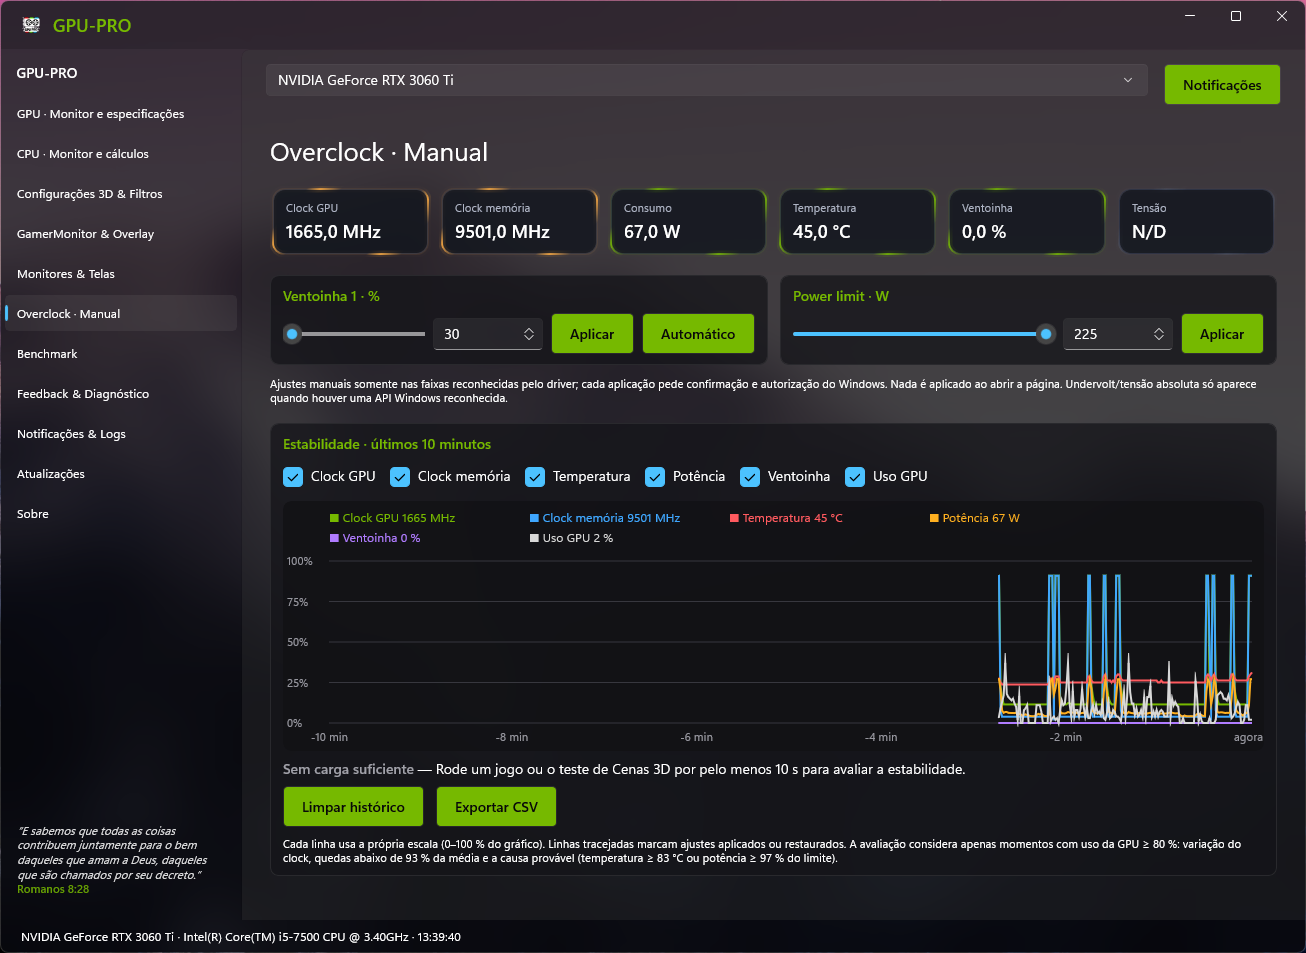 GPU-PRO
GPU-PRO
GPU · Monitor e especificações
CPU · Monitor e cálculos
Configurações 3D & Filtros
GamerMonitor & Overlay
Monitores & Telas
Overclock · Manual
Benchmark
Feedback & Diagnóstico
Notificações & Logs
Atualizações
Sobre
"E sabemos que todas as coisas
contribuem juntamente para o bem
daqueles que amam a Deus, daqueles
que são chamados por seu decreto."
Romanos 8:28
NVIDIA GeForce RTX 3060 Ti
Notificações
Overclock · Manual
Clock GPU
1665,0 MHz
Clock memória
9501,0 MHz
Consumo
67,0 W
Temperatura
45,0 °C
Ventoinha
0,0 %
Tensão
N/D
Ventoinha 1 · %
30
Aplicar
Automático
Power limit · W
225
Aplicar
Ajustes manuais somente nas faixas reconhecidas pelo driver; cada aplicação pede confirmação e autorização do Windows. Nada é aplicado ao abrir a página. Undervolt/tensão absoluta só aparece
quando houver uma API Windows reconhecida.
Estabilidade · últimos 10 minutos
Clock GPU
Clock memória
Temperatura
Potência
Ventoinha
Uso GPU
Clock GPU 1665 MHz
Clock memória 9501 MHz
Temperatura 45 °C
Potência 67 W
Ventoinha 0 %
Uso GPU 2 %
100%
75%
50%
25%
0%
-10 min
-8 min
-6 min
-4 min
-2 min
agora
Sem carga suficiente — Rode um jogo ou o teste de Cenas 3D por pelo menos 10 s para avaliar a estabilidade.
Limpar histórico
Exportar CSV
Cada linha usa a própria escala (0–100 % do gráfico). Linhas tracejadas marcam ajustes aplicados ou restaurados. A avaliação considera apenas momentos com uso da GPU ≥ 80 %: variação do
clock, quedas abaixo de 93 % da média e a causa provável (temperatura ≥ 83 °C ou potência ≥ 97 % do limite).
NVIDIA GeForce RTX 3060 Ti · Intel(R) Core(TM) i5-7500 CPU @ 3.40GHz · 13:39:40